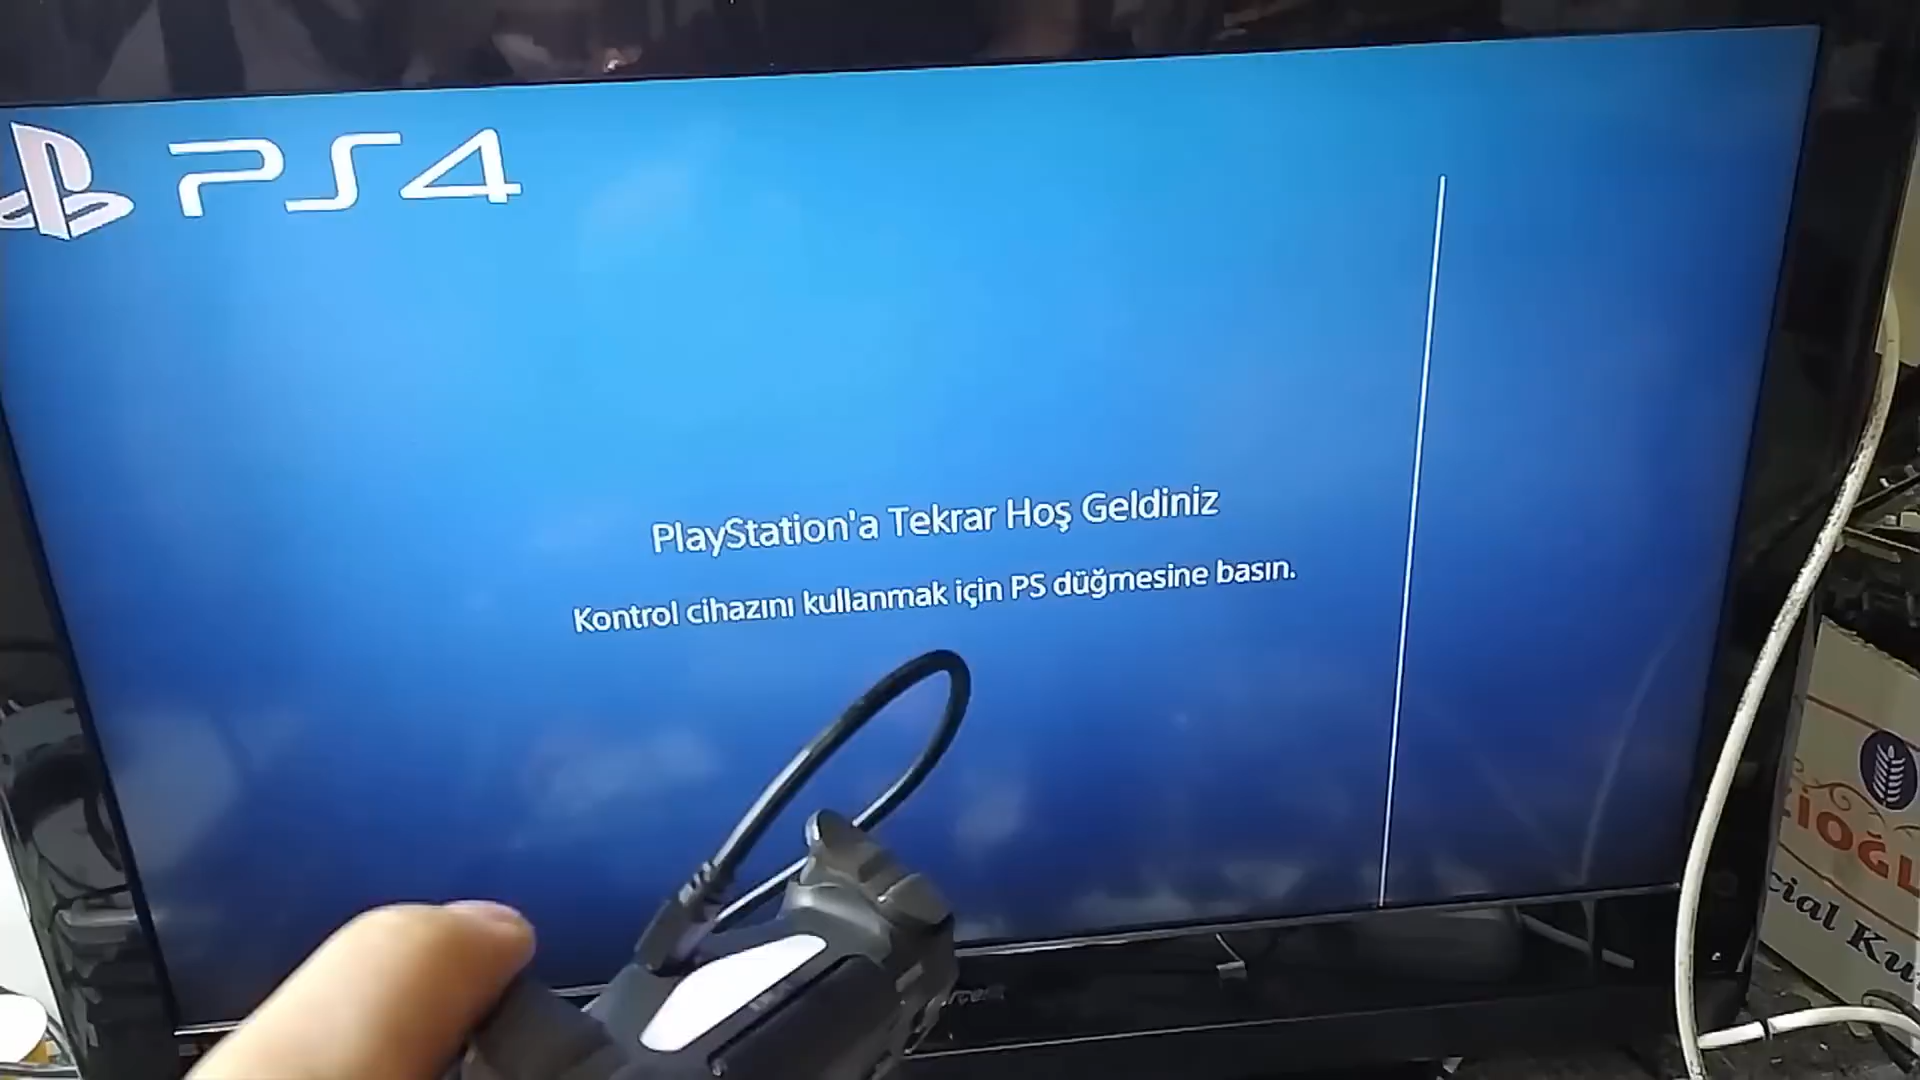 PS4
PlayStation'a Tekrar Hoş Geldiniz
Kontrol cihazını kullanmak için PS düğmesine basın.